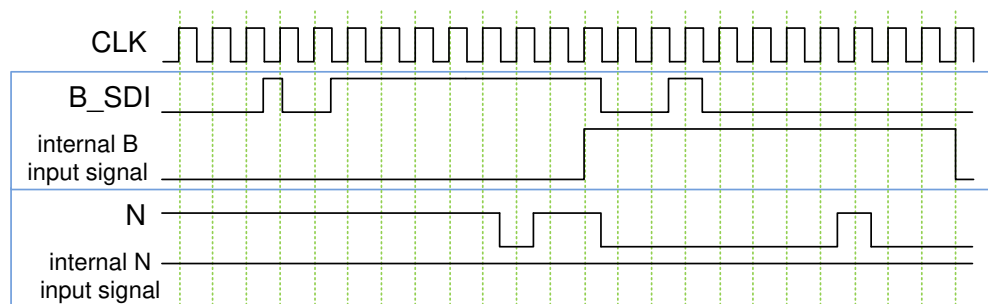 CLK
B_SDI
internal B
input signal
N
internal N
input signal